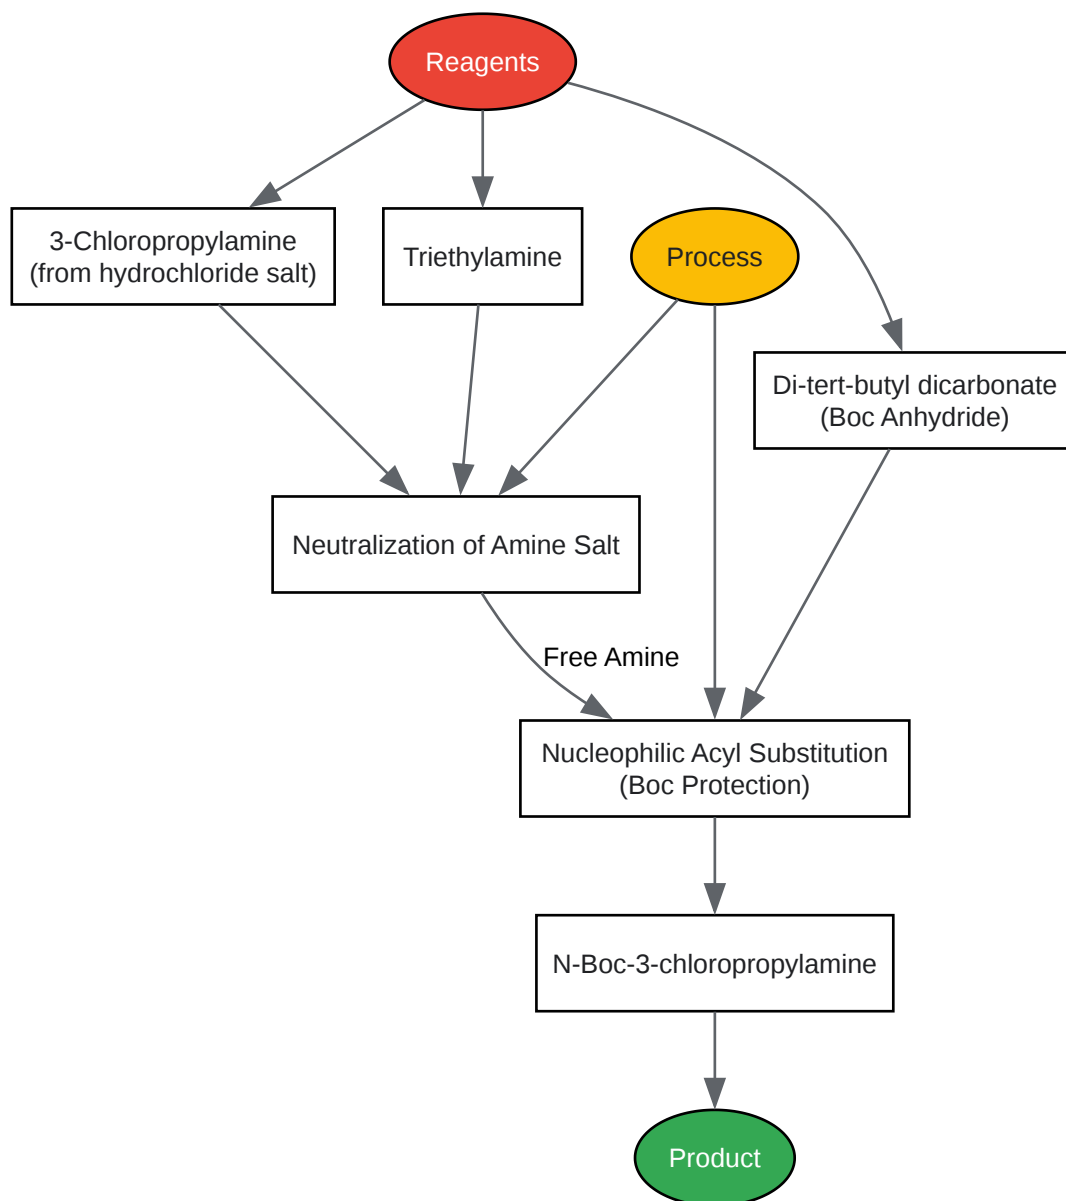 Reagents
3-Chloropropylamine
(from hydrochloride salt)
Triethylamine
Process
Di-tert-butyl dicarbonate
(Boc Anhydride)
Neutralization of Amine Salt
Free Amine
Nucleophilic Acyl Substitution
(Boc Protection)
N-Boc-3-chloropropylamine
Product